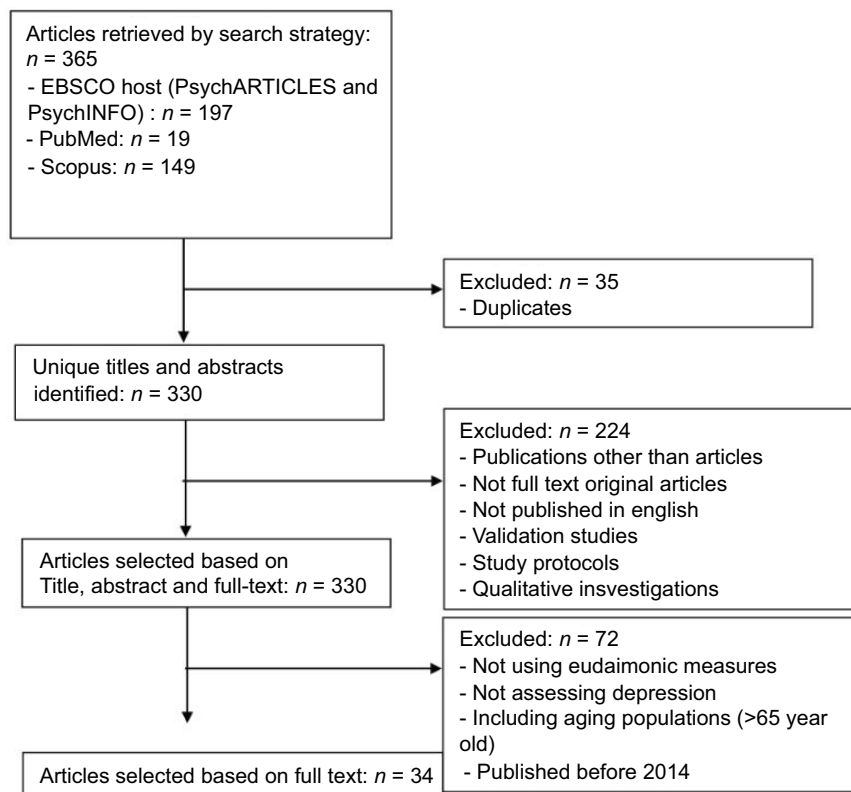 Articles retrieved by search strategy:
n = 365
- EBSCO host (PsychARTICLES and
PsychINFO) : n = 197
- PubMed: n = 19
- Scopus: n = 149
Excluded: n = 35
- Duplicates
Unique titles and abstracts
identified: n = 330
Excluded: n = 224
- Publications other than articles
- Not full text original articles
- Not published in english
- Validation studies
- Study protocols
- Qualitative insvestigations
Articles selected based on
Title, abstract and full-text: n = 330
Excluded: n = 72
- Not using eudaimonic measures
- Not assessing depression
- Including aging populations (>65 year
old)
- Published before 2014
Articles selected based on full text: n = 34